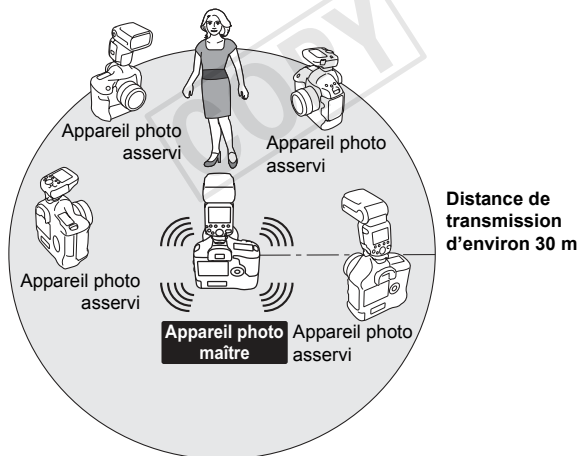 COPY
Appareil photo
asservi
Appareil photo
asservi
Distance de
transmission
d'environ 30 m
Appareil photo
asservi
Appareil photo
maître
Appareil photo
asservi